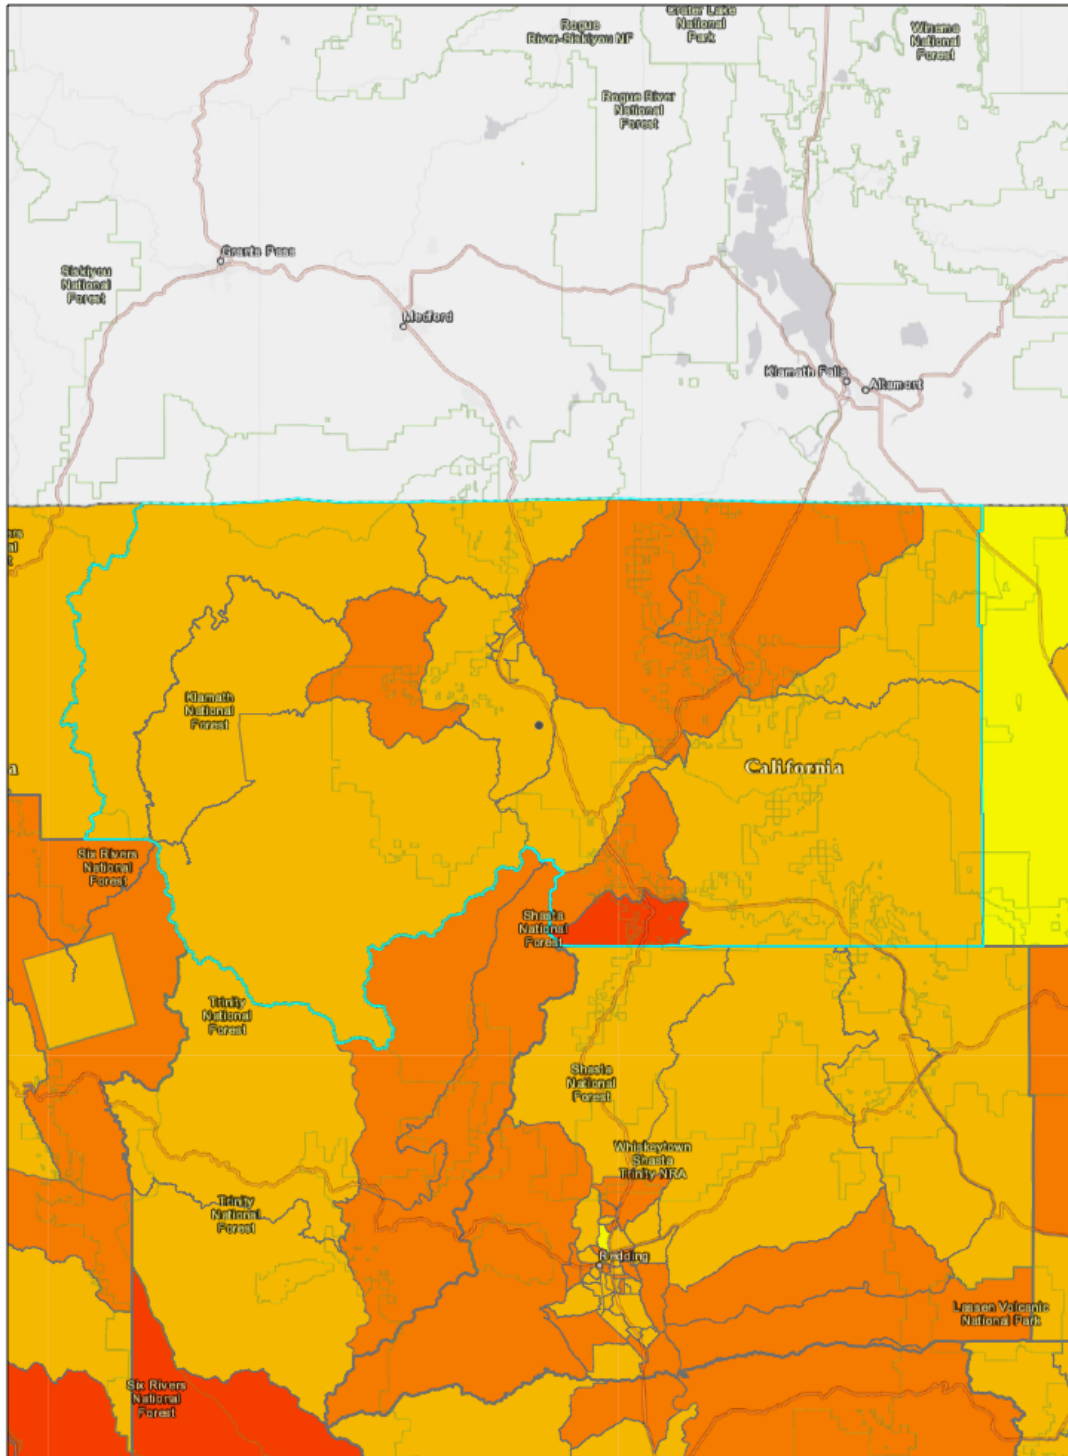 Crater Lake
National
Park
Rogue
River-Siskiyou NF
Winema
National
Forest
Rogue River
National
Forest
Grants Pass
Siskiyou
National
Forest
Medford
Klamath Falls
Altamont
Klamath
National
Forest
California
a
Six Rivers
National
Forest
Shasta
National
Forest
Trinity
National
Forest
Shasta
National
Forest
Whiskeytown
Shasta
Trinity NRA
Trinity
National
Forest
Redding
Lassen Volcanic
National Park
Six Rivers
National
Forest